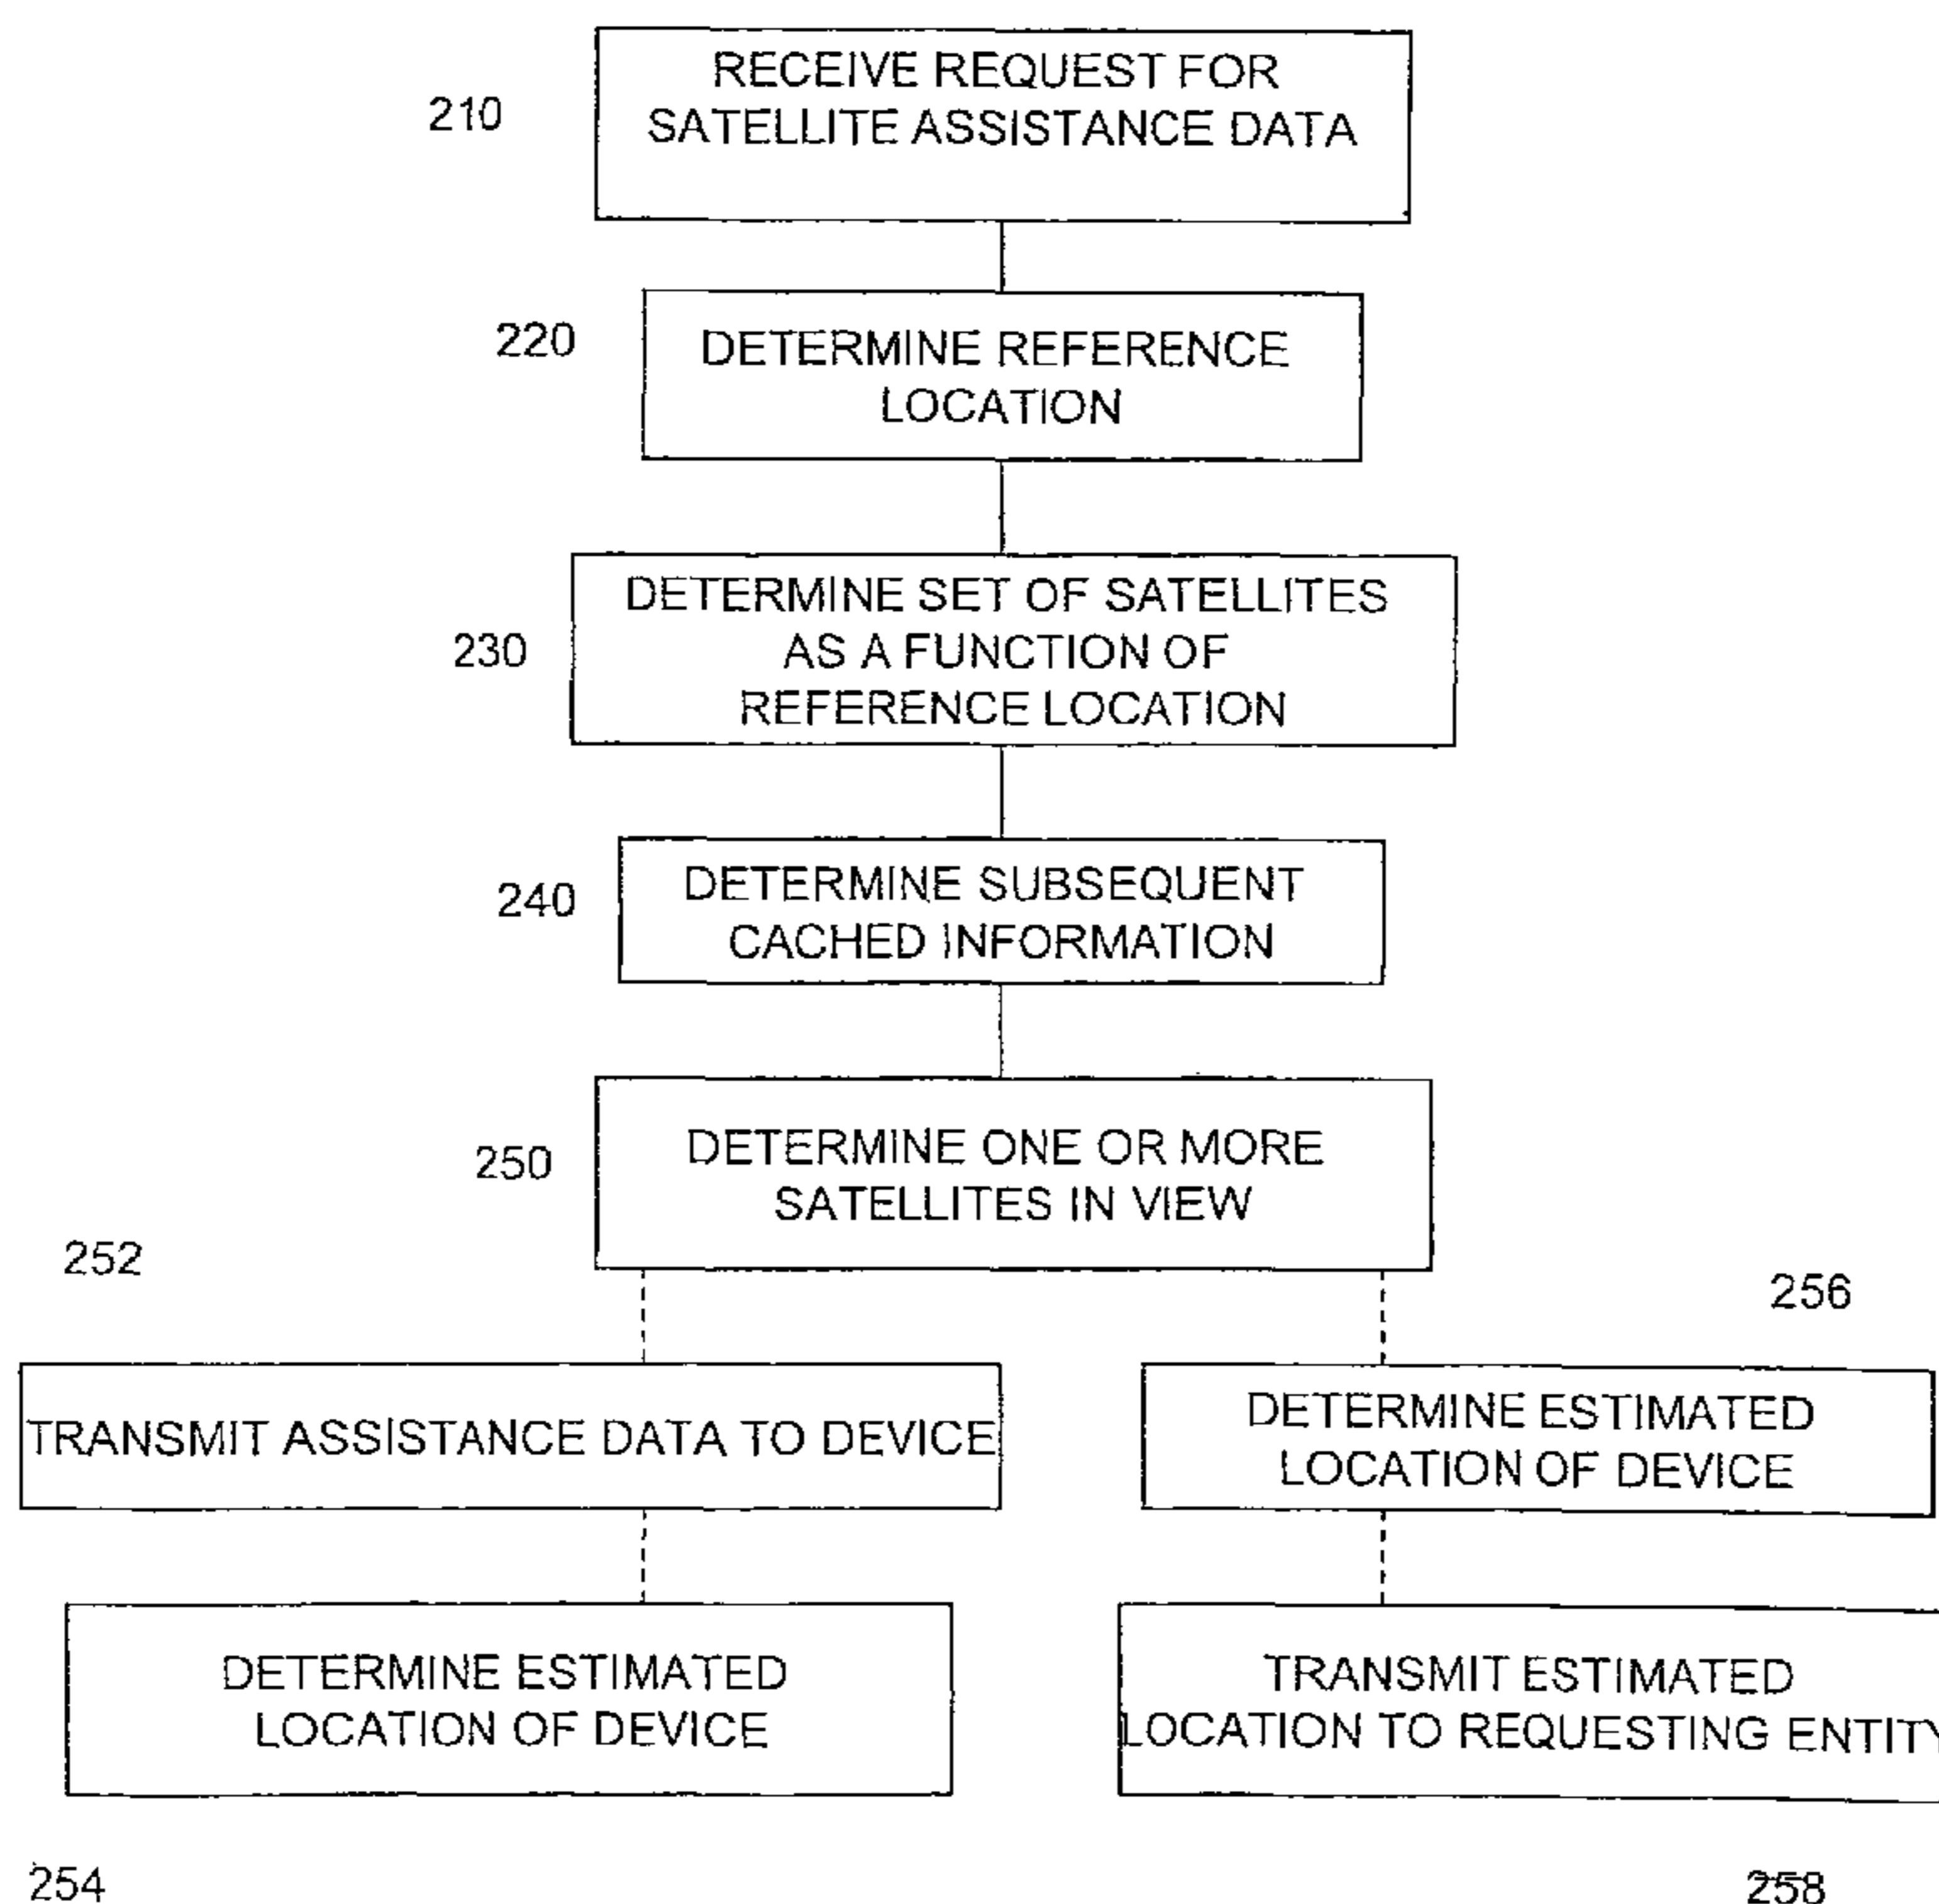 210
RECEIVE REQUEST FOR
SATELLITE ASSISTANCE DATA
220
DETERMINE REFERENCE
LOCATION
230
DETERMINE SET OF SATELLITES
AS A FUNCTION OF
REFERENCE LOCATION
240
DETERMINE SUBSEQUENT
CACHED INFORMATION
250
DETERMINE ONE OR MORE
SATELLITES IN VIEW
252
TRANSMIT ASSISTANCE DATA TO DEVICE
256
DETERMINE ESTIMATED
LOCATION OF DEVICE
DETERMINE ESTIMATED
LOCATION OF DEVICE
254
TRANSMIT ESTIMATED
LOCATION TO REQUESTING ENTITY
258